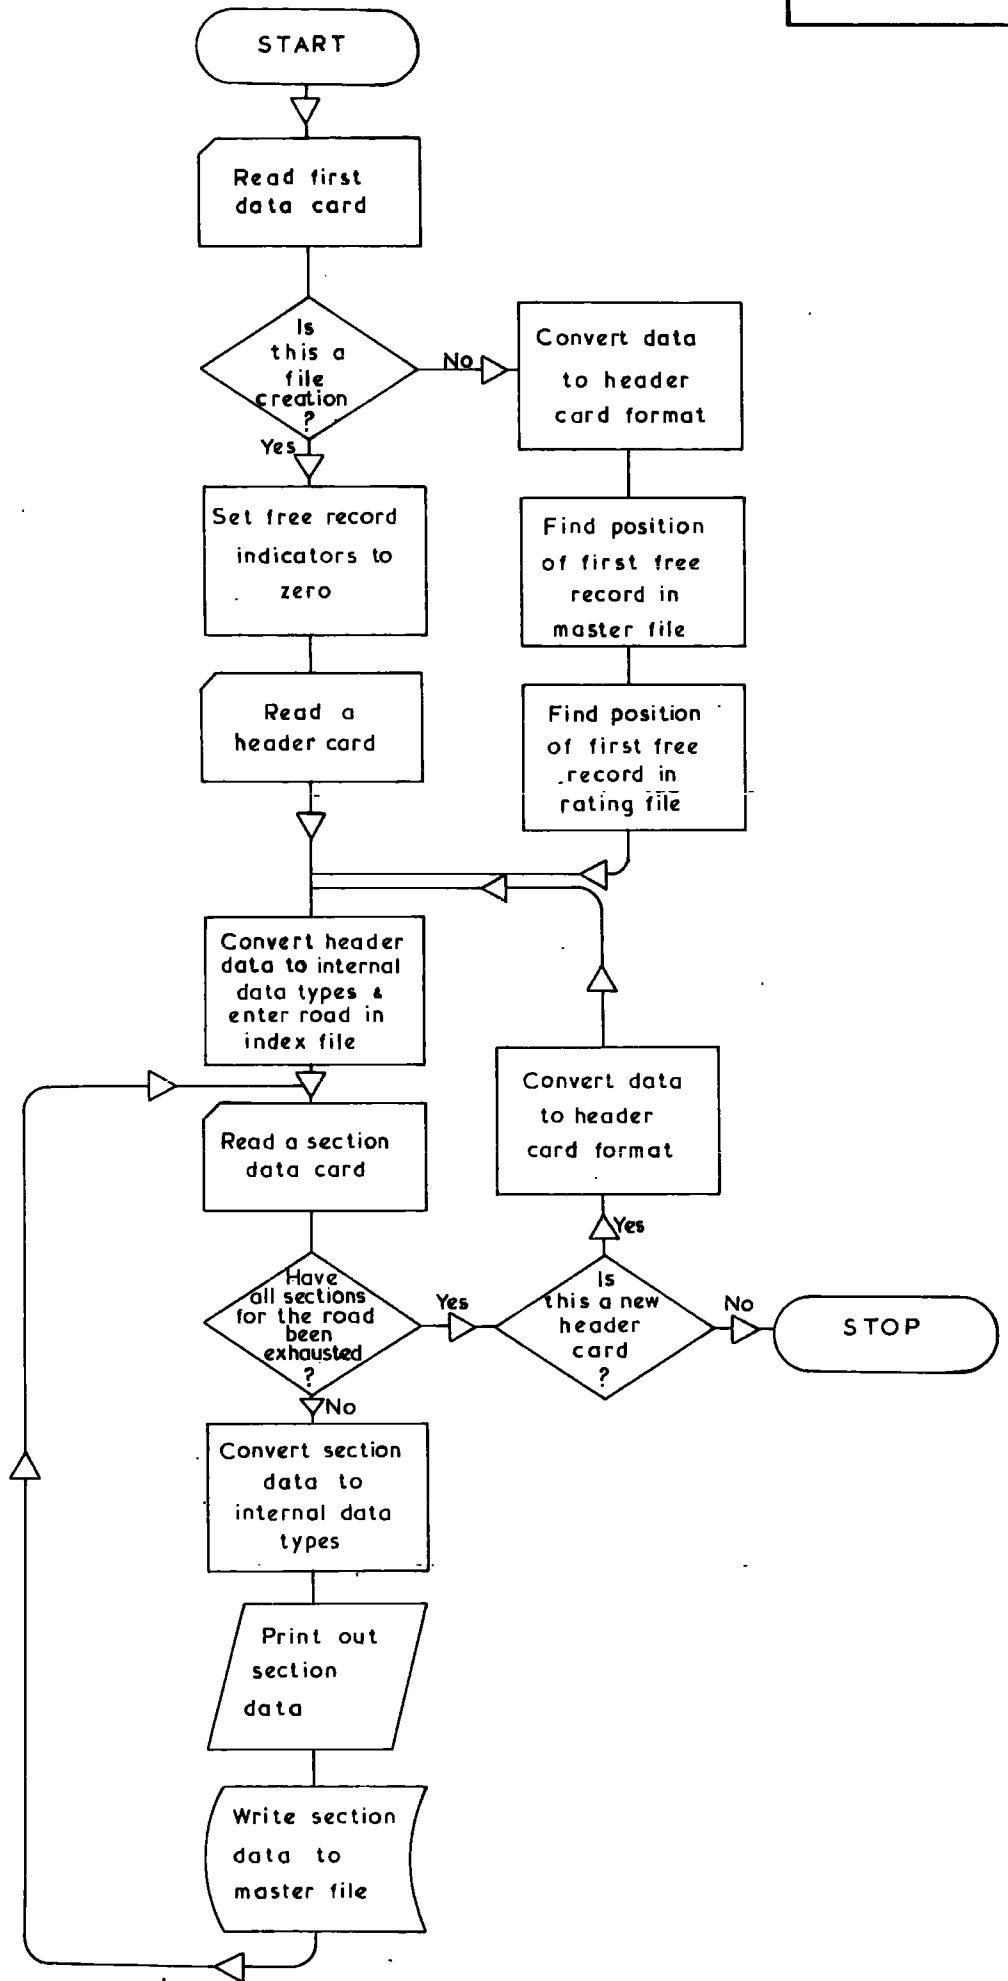 START
Read first
data card
Is
this a
file
creation
?
No
Yes
Convert data
to header
card format
Set free record
indicators to
zero
Find position
of first free
record in
master file
Read a
header card
Find position
of first free
record in
rating file
Convert header
data to internal
data types &
enter road in
index file
Convert data
to header
card format
Read a section
data card
Yes
Have
all sections
for the road
been
exhausted
?
Yes
Is
this a new
header
card
?
No
STOP
No
Convert section
data to
internal data
types
Print out
section
data
Write section
data to
master file